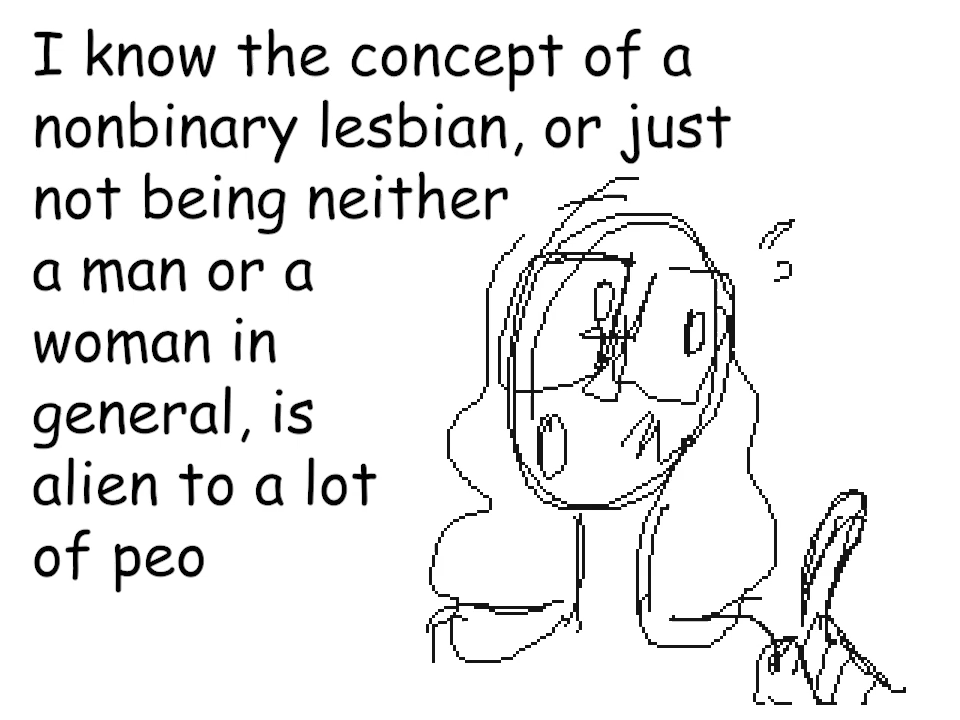 I know the concept of a
nonbinary lesbian, or just
not being neither
a man or a
woman in
general, is
alien to a lot
of peo